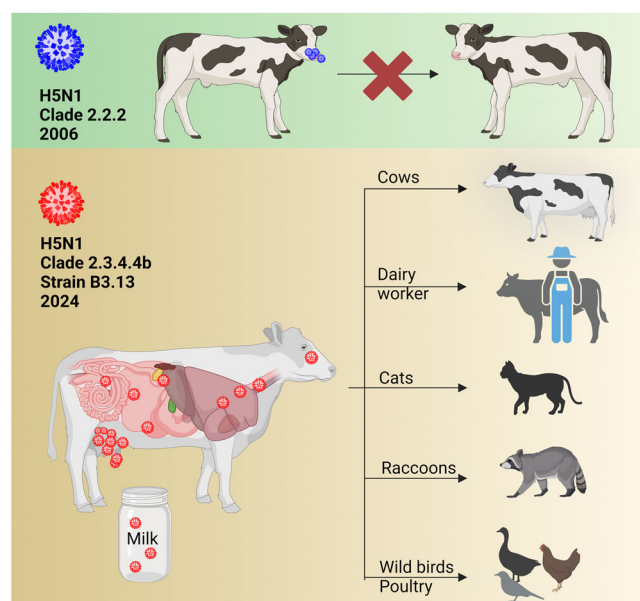 H5N1
Clade 2.2.2
2006
H5N1
Clade 2.3.4.4b
Strain B3.13
2024
Cows
Dairy
worker
Cats
Raccoons
Wild birds
Poultry
Milk